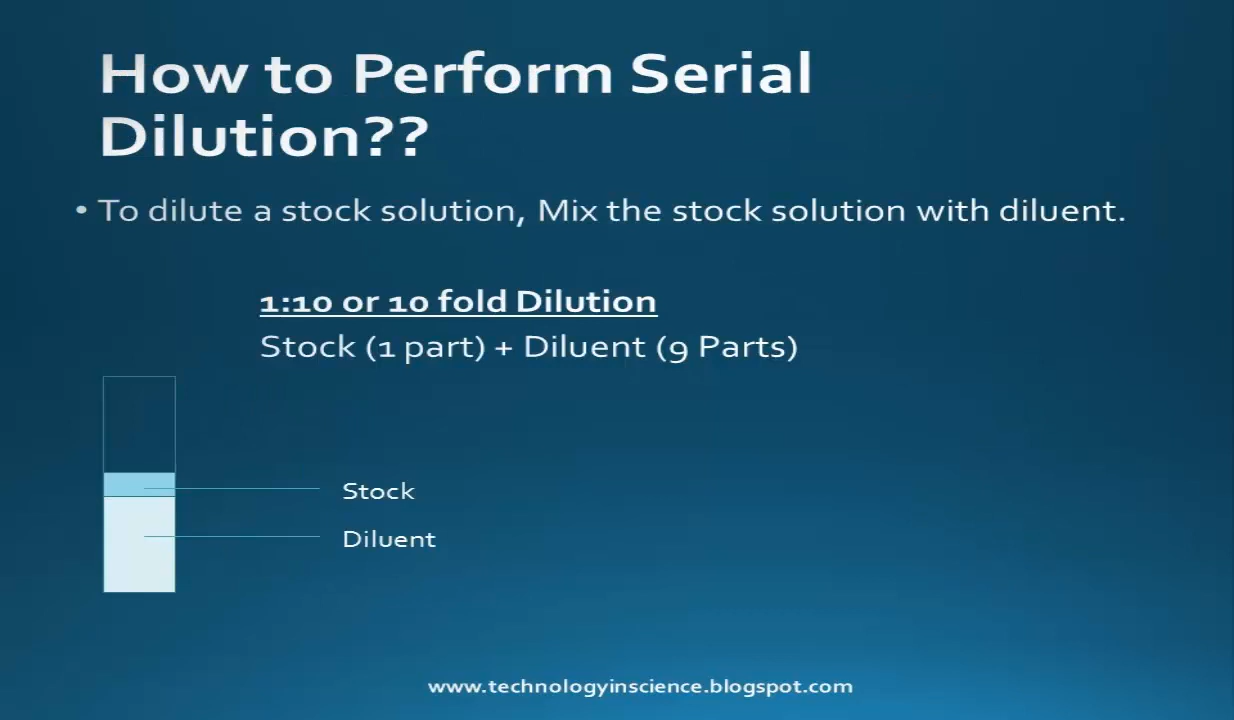 How to Perform Serial
Dilution??
• To dilute a stock solution, Mix the stock solution with diluent.
1:10 or 10 fold Dilution
Stock (1 part) + Diluent (9 Parts)
Stock
Diluent
www.technologyinscience.blogspot.com